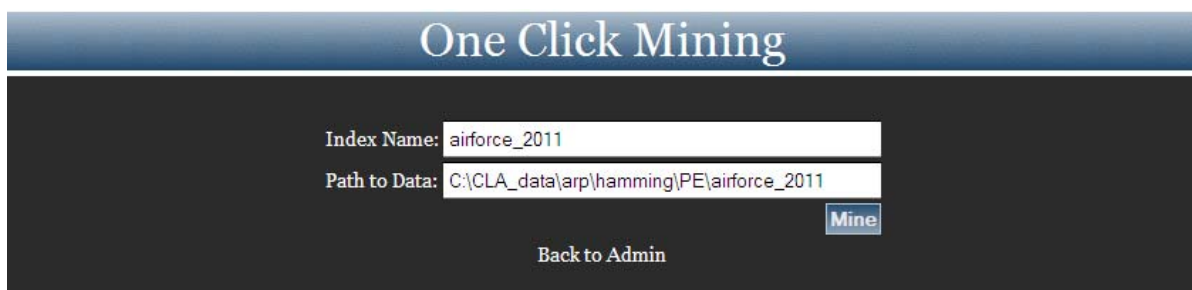 One Click Mining
Index Name: airforce_2011
Path to Data: C:\CLA_data\arp\hamming\PE\airforce_2011
Mine
Back to Admin